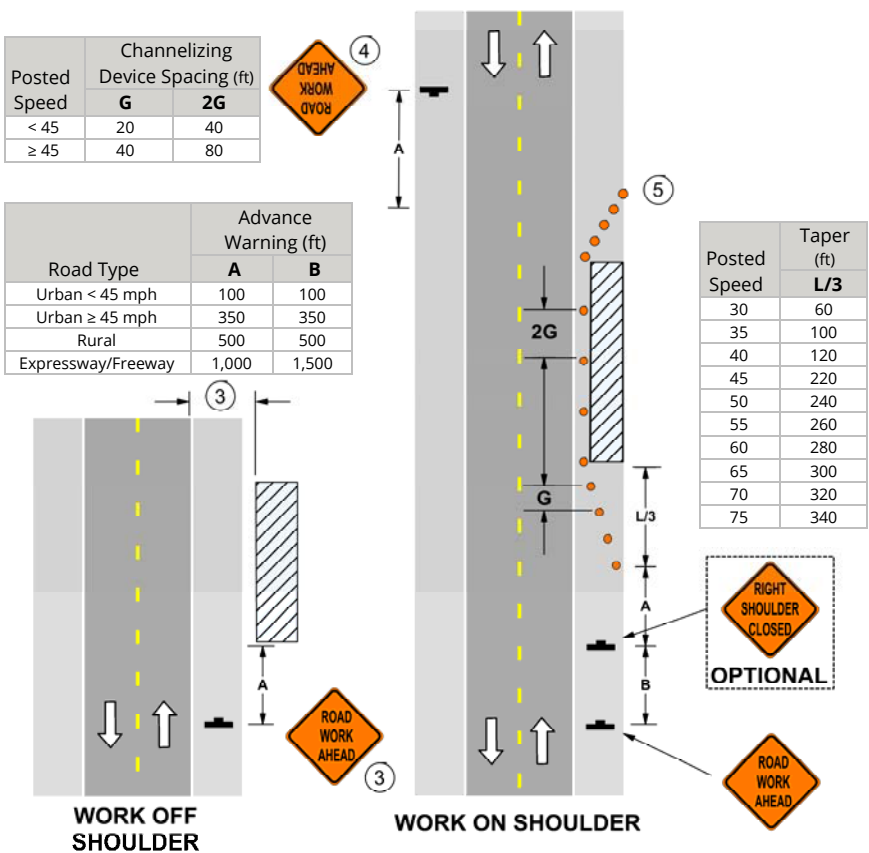 Channelizing
Device Spacing (ft)
Posted
Speed
G 2G
< 45 20 40
≥ 45 40 80
ROAD
WORK
AHEAD
4
A
Advance
Warning (ft)
Road Type A B
Urban < 45 mph 100 100
Urban ≥ 45 mph 350 350
Rural 500 500
Expressway/Freeway 1,000 1,500
3
A
ROAD
WORK
AHEAD
3
WORK OFF
SHOULDER
5
2G
G
L/3
A
B
Taper
(ft)
Posted
Speed
L/3
30 60
35 100
40 120
45 220
50 240
55 260
60 280
65 300
70 320
75 340
RIGHT
SHOULDER
CLOSED
OPTIONAL
ROAD
WORK
AHEAD
WORK ON SHOULDER